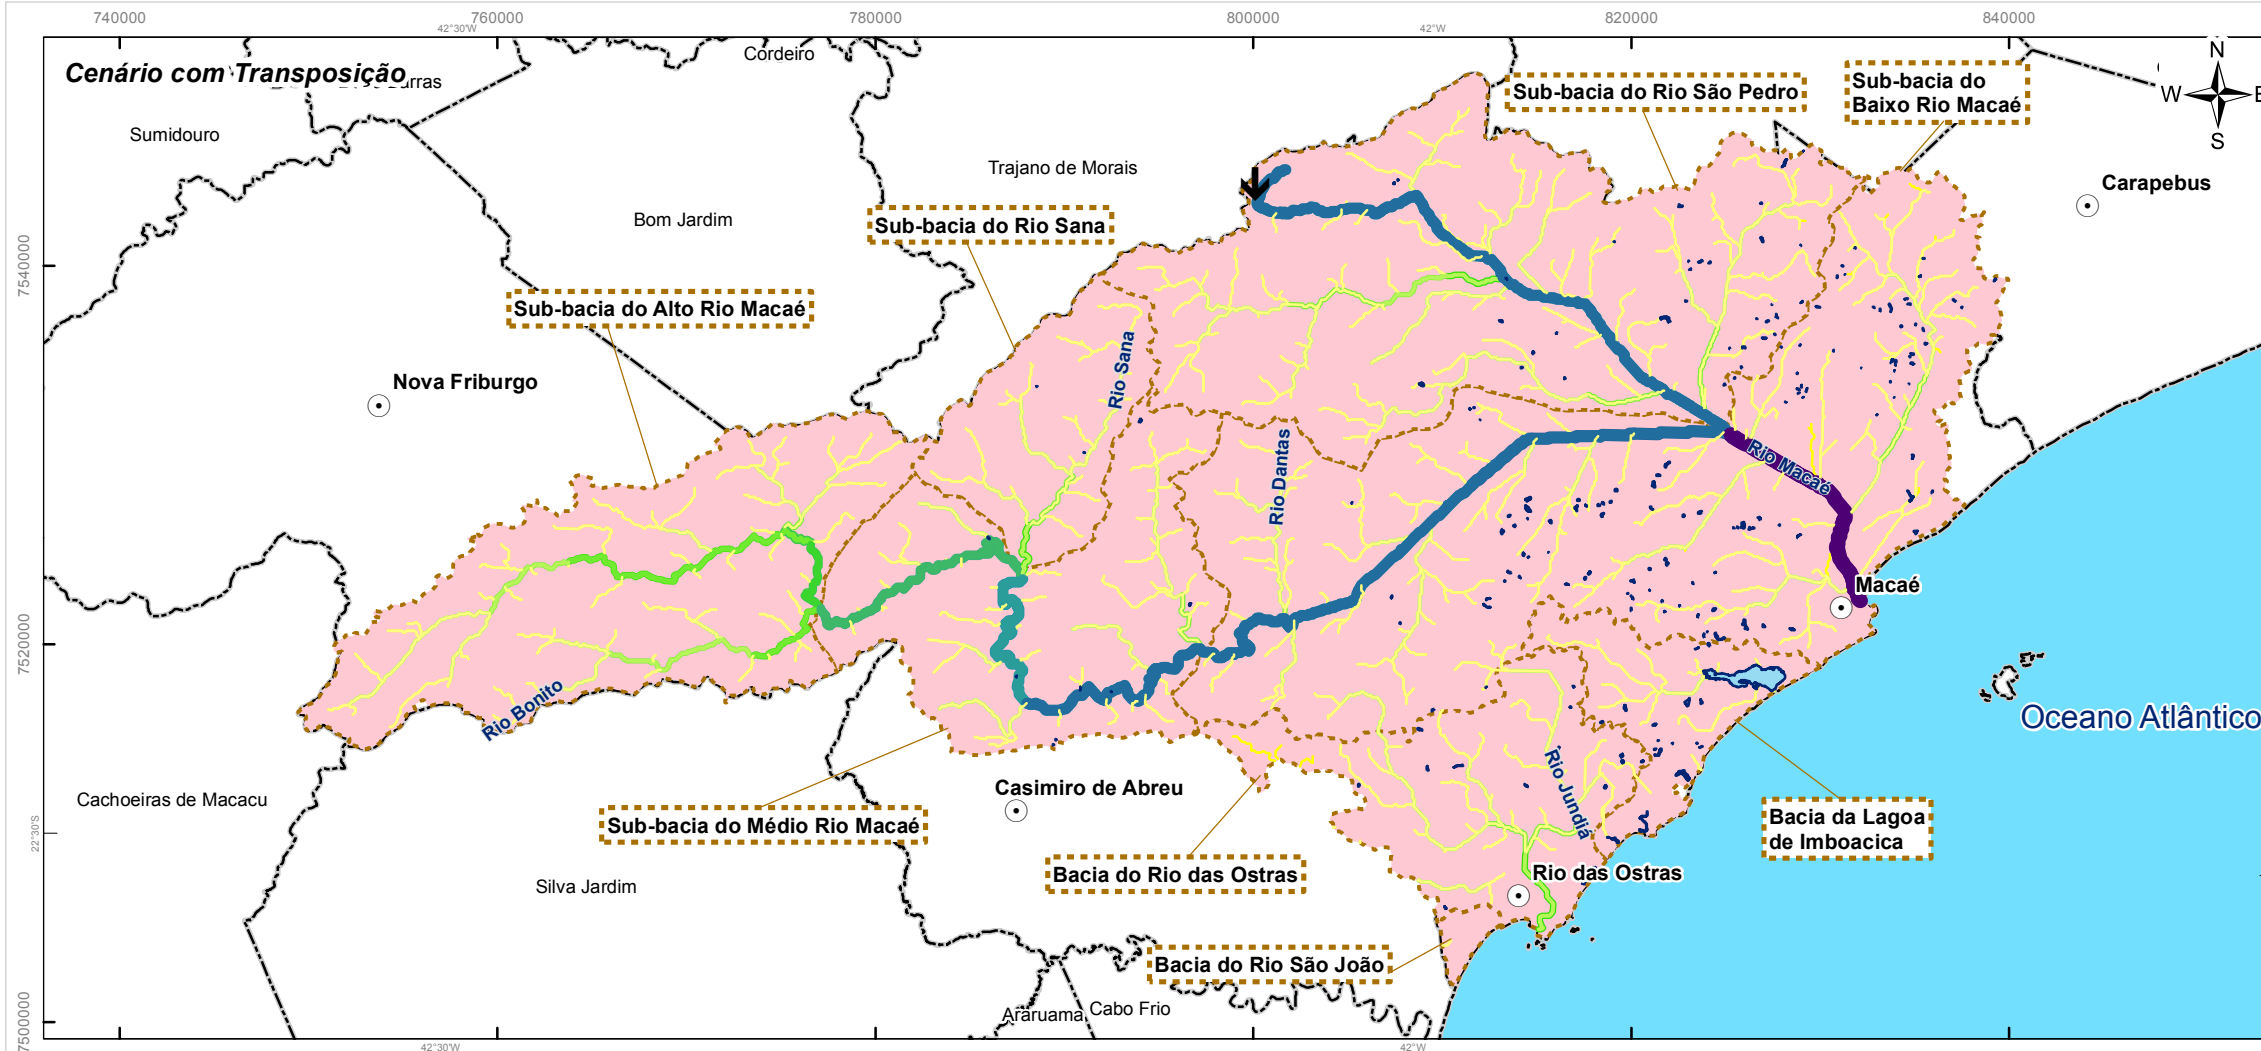 740000
760000
780000
800000
820000
840000
42°30'W
42°W
Cenário com Transposição
Cordeiro
Sumidouro
Bom Jardim
Trajano de Morais
Sub-bacia do Rio São Pedro
Sub-bacia do
Baixo Rio Macaé
N
W
E
S
Carapebus
Sub-bacia do Rio Sana
7540000
Sub-bacia do Alto Rio Macaé
Nova Friburgo
Rio Sana
Rio Dantas
Rio Macaé
Macaé
7520000
Rio Bonito
Oceano Atlântico
Cachoeiras de Macacu
Casimiro de Abreu
Rio Jundiá
Sub-bacia do Médio Rio Macaé
Bacia da Lagoa
de Imboacica
22°30'S
Silva Jardim
Bacia do Rio das Ostras
Rio das Ostras
Bacia do Rio São João
Araruama
Cabo Frio
7500000
42°30'W
42°W